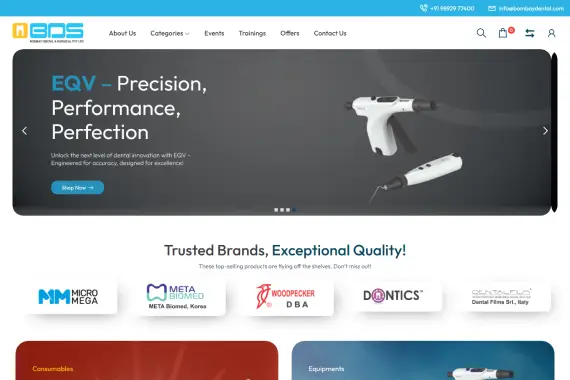 +91 98929 77400
info@bombaydental.com
BDS
BOMBAY DENTAL & SURGICAL PVT LTD
About Us
Categories
Events
Trainings
Offers
Contact Us
0
EQV – Precision,
Performance,
Perfection
Unlock the next level of dental innovation with EQV –
Engineered for accuracy, designed for excellence!
Shop Now →
Trusted Brands, Exceptional Quality!
These top-selling products are flying off the shelves. Don't miss out!
MM MICRO
MEGA
META
BIOMED
META Biomed, Korea
WOODPECKER
®
DBA
DONTICS™
Dental Films Srl., Italy
Consumables
Equipments